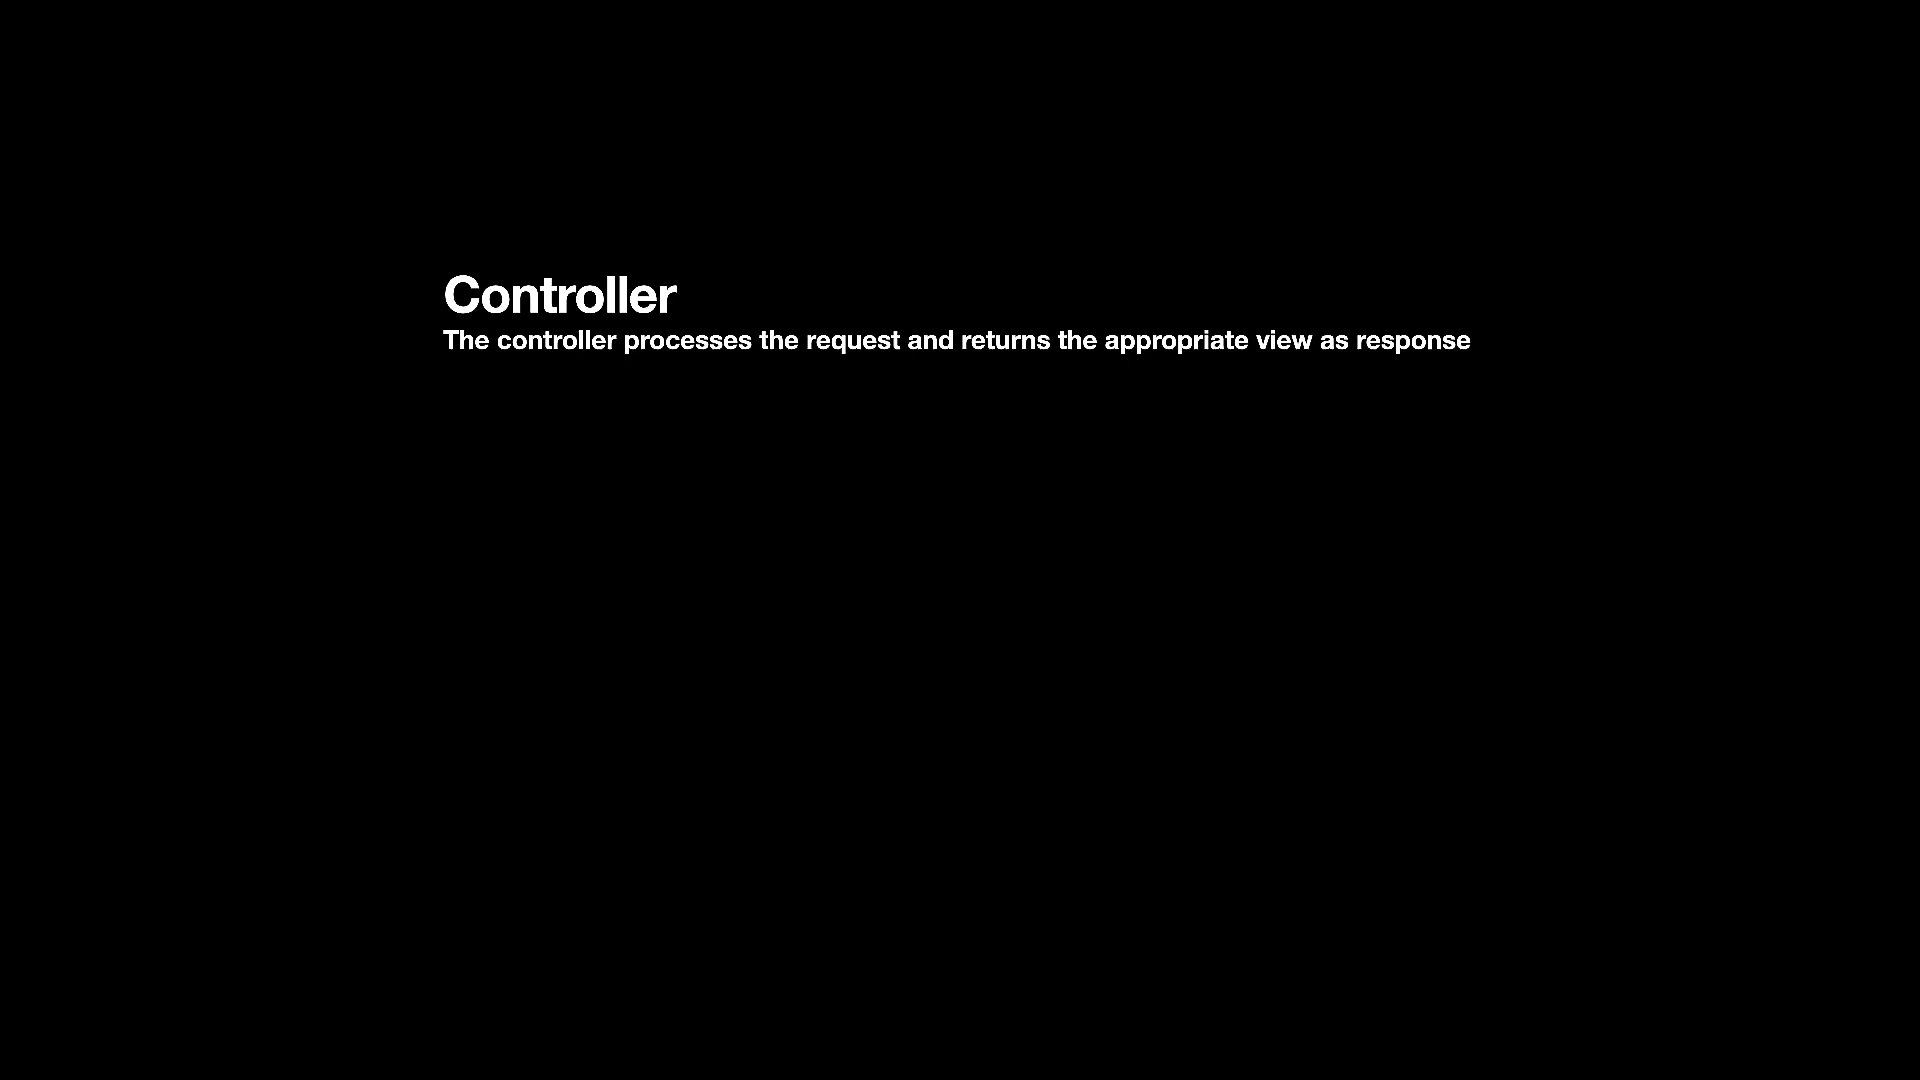 Controller
The controller processes the request and returns the appropriate view as response